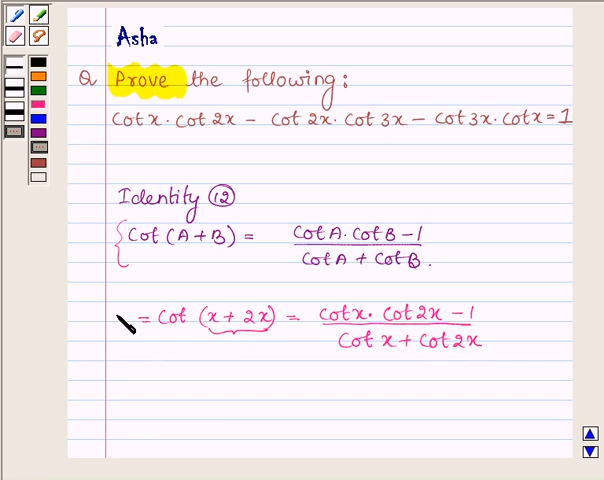 Asha
Q Prove the following:
Cot x · Cot 2x - Cot 2x · Cot 3x - Cot 3x · Cot x = 1
Identity ⑫
Cot (A + B) = Cot A · Cot B - 1 / Cot A + Cot B.
= Cot (x + 2x) = Cot x · Cot 2x - 1 / Cot x + Cot 2x